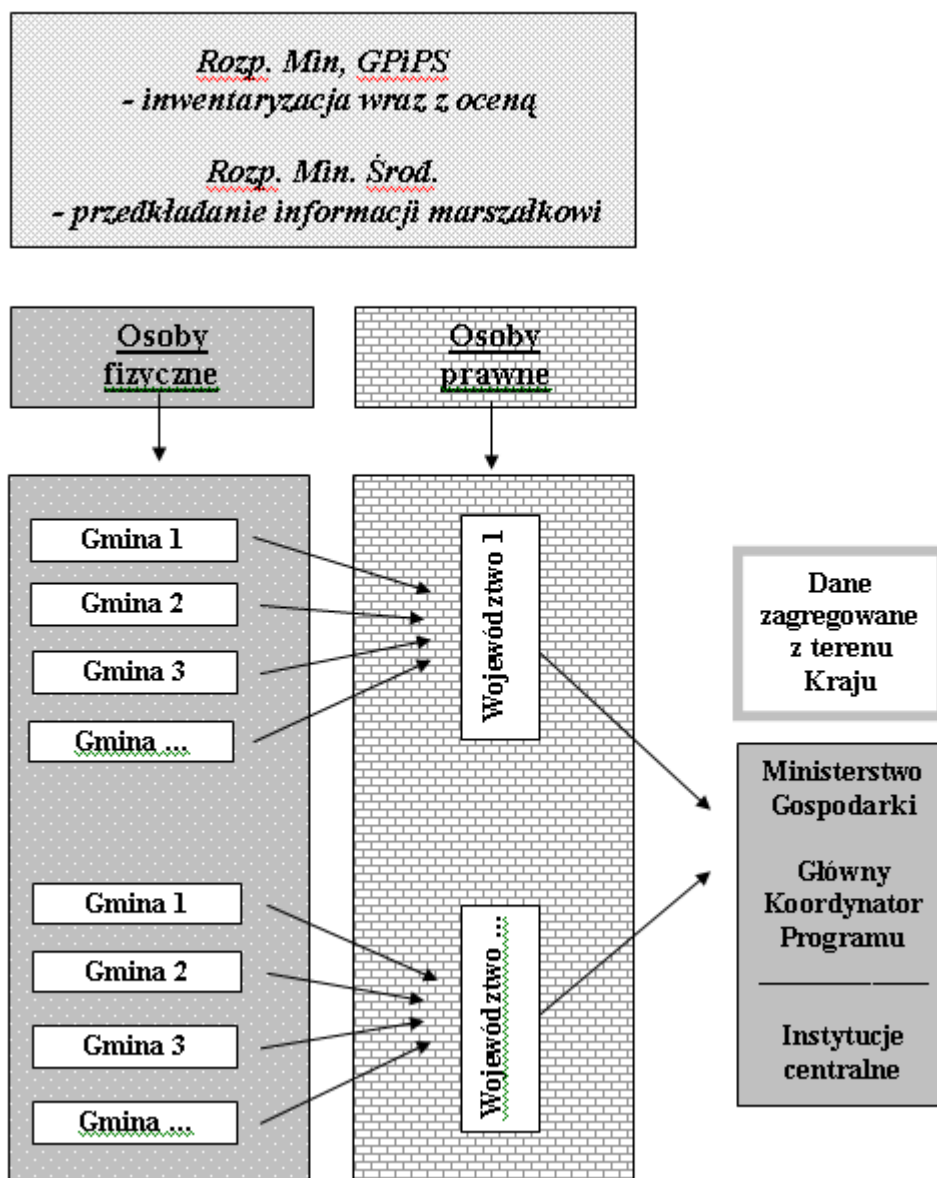 Rozp. Min, GPiPS
- inwentaryzacja wraz z oceną
Rozp. Min. Środ.
- przedkładanie informacji marszałkowi
Osoby
fizyczne
Osoby
prawne
Gmina 1
Gmina 2
Gmina 3
Gmina ...
Województwo 1
Gmina 1
Gmina 2
Gmina 3
Gmina ...
Województwo ...
Dane
zagregowane
z terenu
Kraju
Ministerstwo
Gospodarki
Główny
Koordynator
Programu
Instytucje
centralne